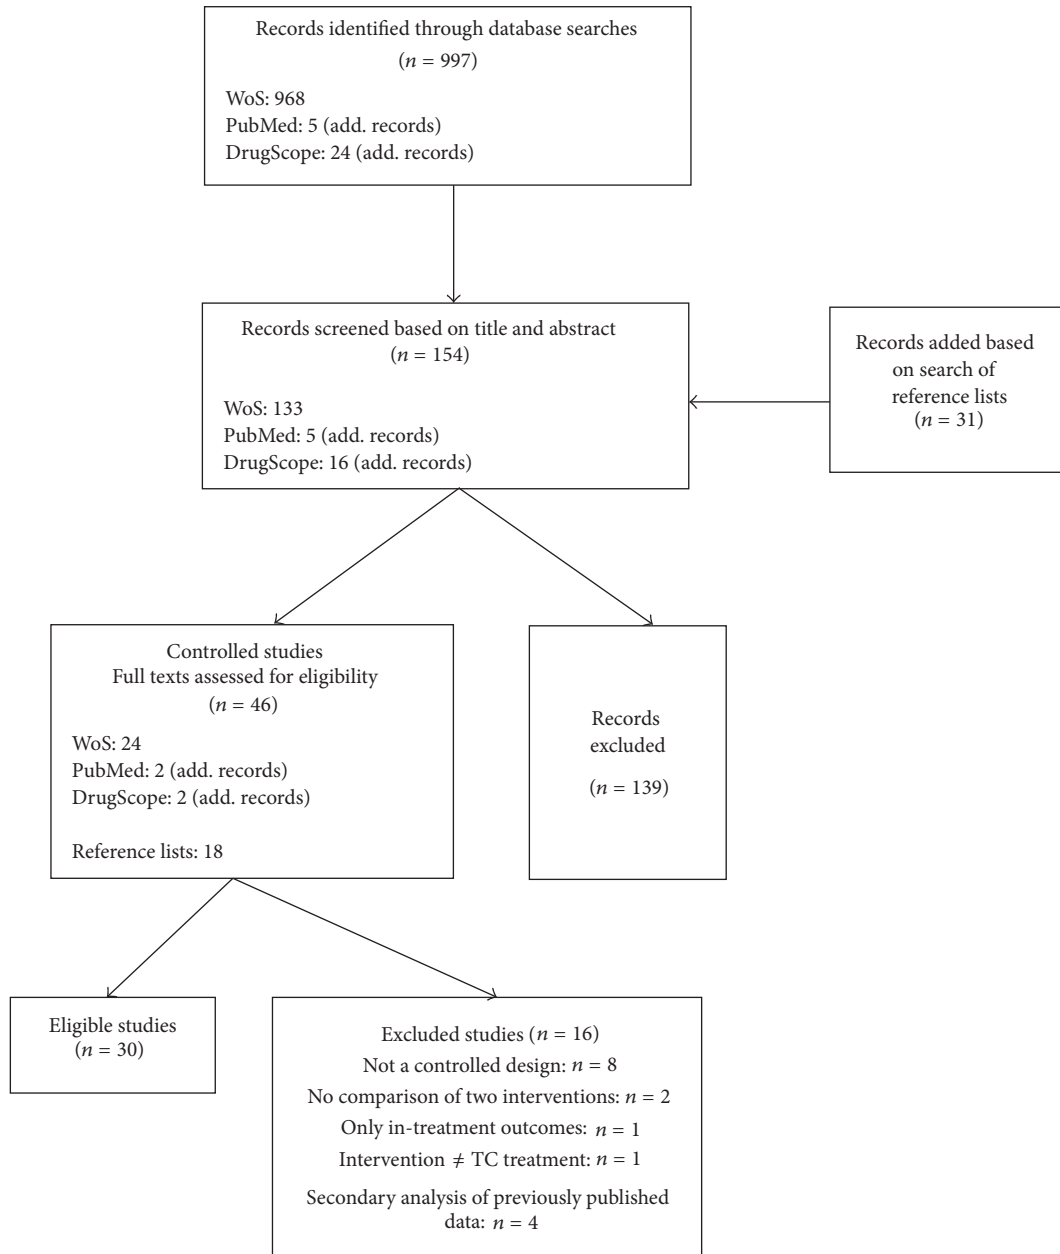 Records identified through database searches
(n = 997)
WoS: 968
PubMed: 5 (add. records)
DrugScope: 24 (add. records)
Records screened based on title and abstract
(n = 154)
WoS: 133
PubMed: 5 (add. records)
DrugScope: 16 (add. records)
Records added based
on search of
reference lists
(n = 31)
Controlled studies
Full texts assessed for eligibility
(n = 46)
WoS: 24
PubMed: 2 (add. records)
DrugScope: 2 (add. records)
Reference lists: 18
Records
excluded
(n = 139)
Eligible studies
(n = 30)
Excluded studies (n = 16)
Not a controlled design: n = 8
No comparison of two interventions: n = 2
Only in-treatment outcomes: n = 1
Intervention ≠ TC treatment: n = 1
Secondary analysis of previously published
data: n = 4